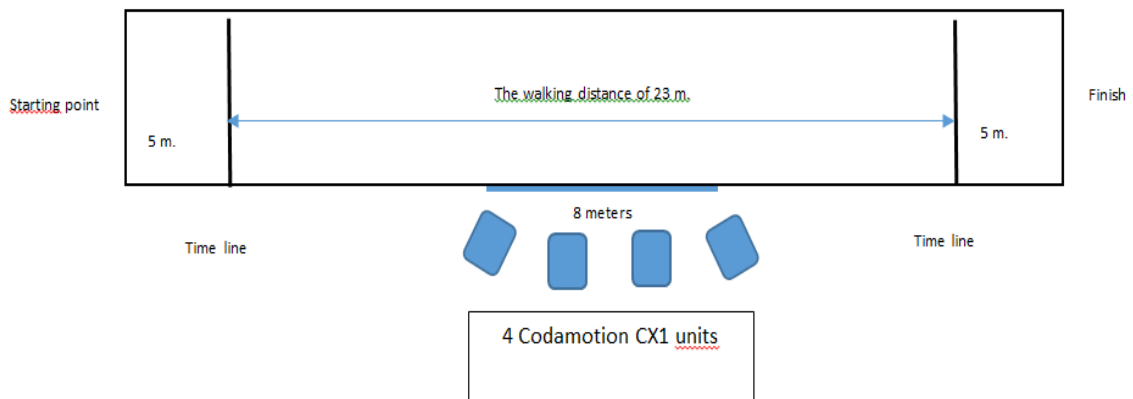 The walking distance of 23 m.
Starting point
Finish
5 m.
5 m.
8 meters
Time line
Time line
4 Codamotion CX1 units